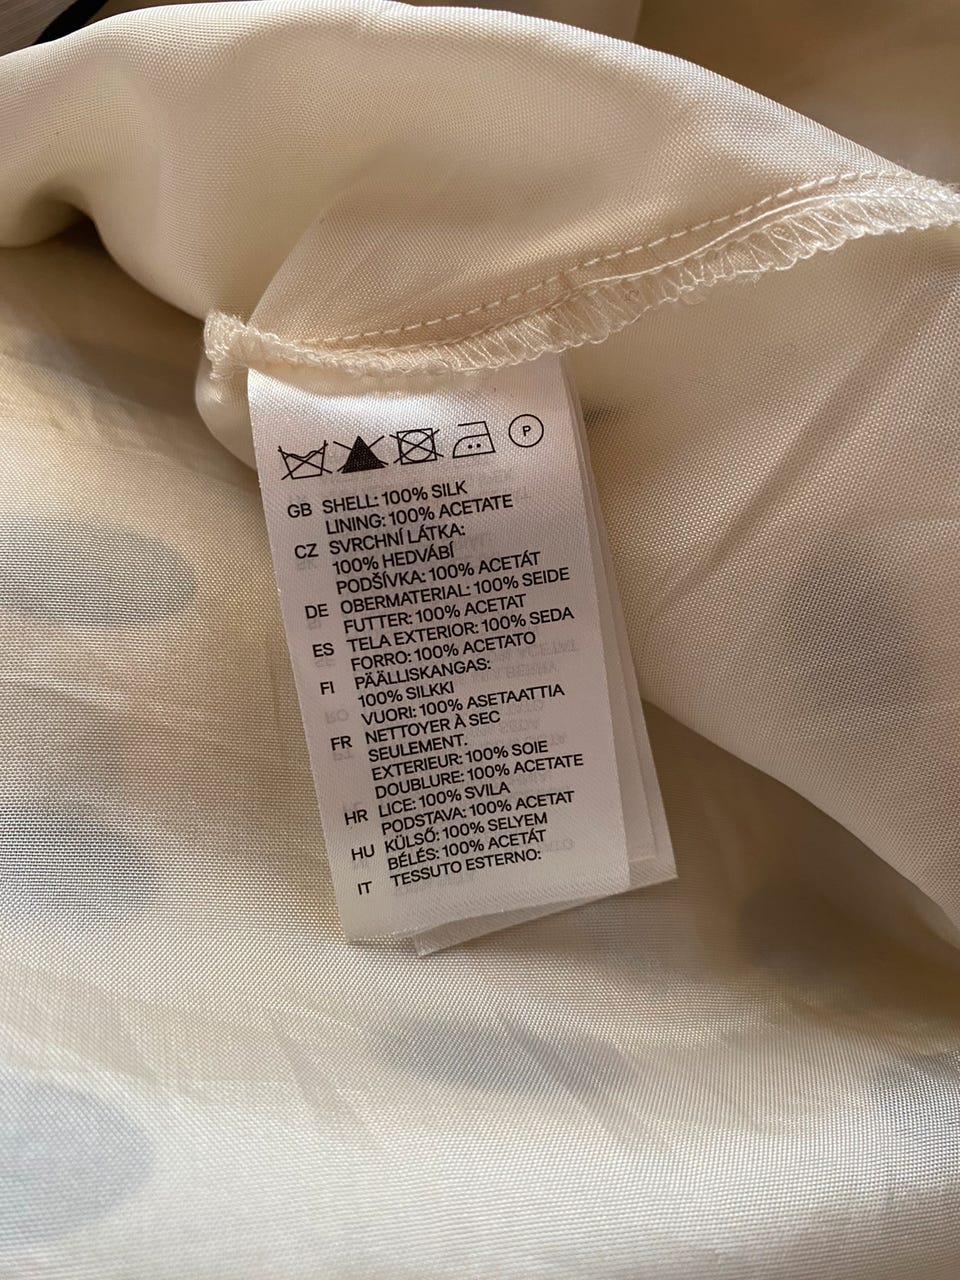 P
GB SHELL: 100% SILK
LINING: 100% ACETATE
CZ SVRCHNÍ LÁTKA:
100% HEDVÁBÍ
PODŠÍVKA: 100% ACETÁT
DE OBERMATERIAL: 100% SEIDE
FUTTER: 100% ACETAT
ES TELA EXTERIOR: 100% SEDA
FORRO: 100% ACETATO
FI PÄÄLLISKANGAS:
100% SILKKI
VUORI: 100% ASETAATTIA
FR NETTOYER À SEC
SEULEMENT.
EXTERIEUR: 100% SOIE
DOUBLURE: 100% ACETATE
HR LICE: 100% SVILA
PODSTAVA: 100% ACETAT
HU KÜLSŐ: 100% SELYEM
BÉLÉS: 100% ACETÁT
IT TESSUTO ESTERNO: